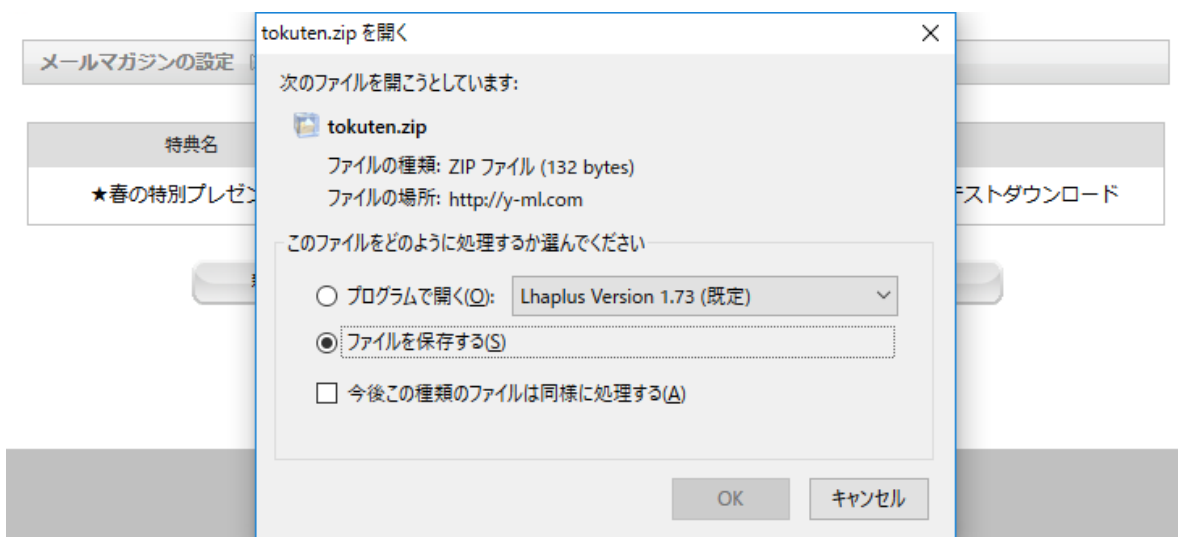 tokuten.zip を開く
メールマガジンの設定
次のファイルを開こうとしています:
tokuten.zip
ファイルの種類: ZIP ファイル (132 bytes)
ファイルの場所: http://y-ml.com
特典名
★春の特別プレゼン
テストダウンロード
このファイルをどのように処理するか選んでください
プログラムで開く(O): Lhaplus Version 1.73 (既定)
ファイルを保存する(S)
今後この種類のファイルは同様に処理する(A)
OK キャンセル